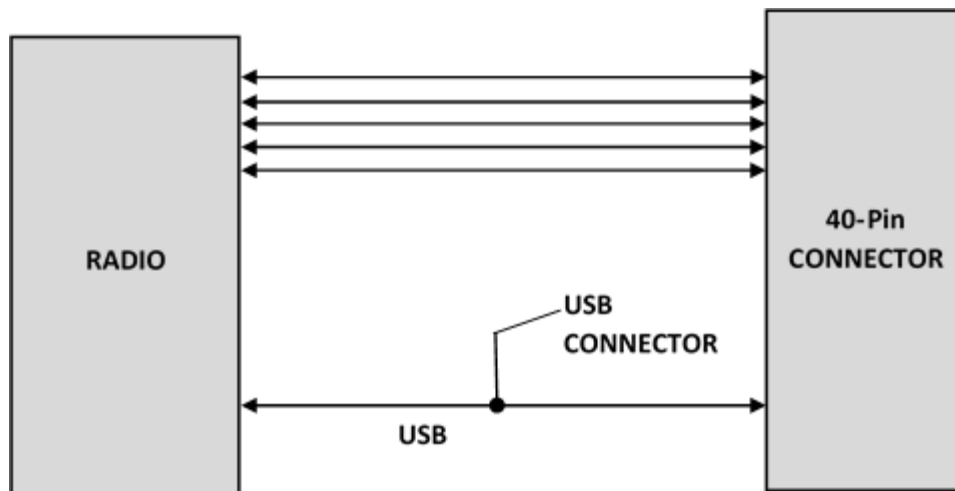 RADIO
40-Pin
CONNECTOR
USB
CONNECTOR
USB